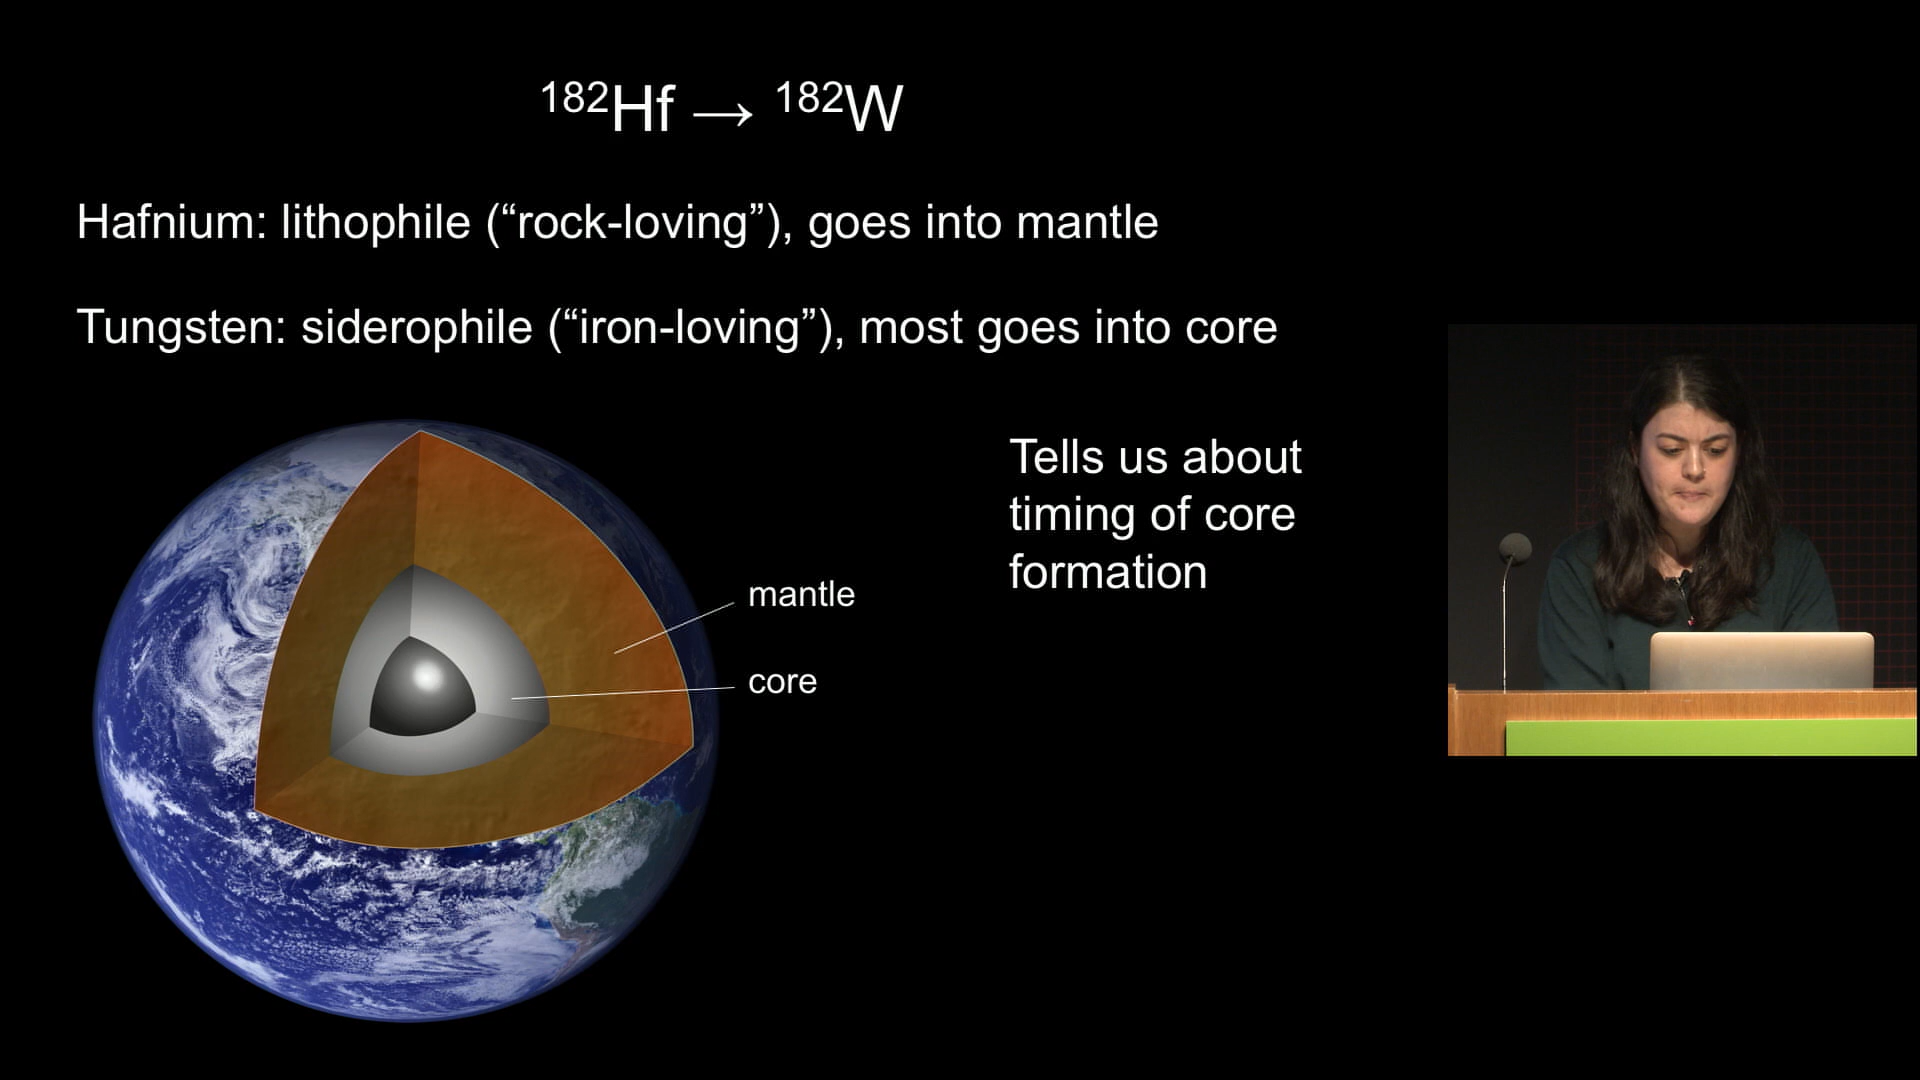 ¹⁸²Hf → ¹⁸²W
Hafnium: lithophile (“rock-loving”), goes into mantle
Tungsten: siderophile (“iron-loving”), most goes into core
Tells us about
timing of core
formation
mantle
core